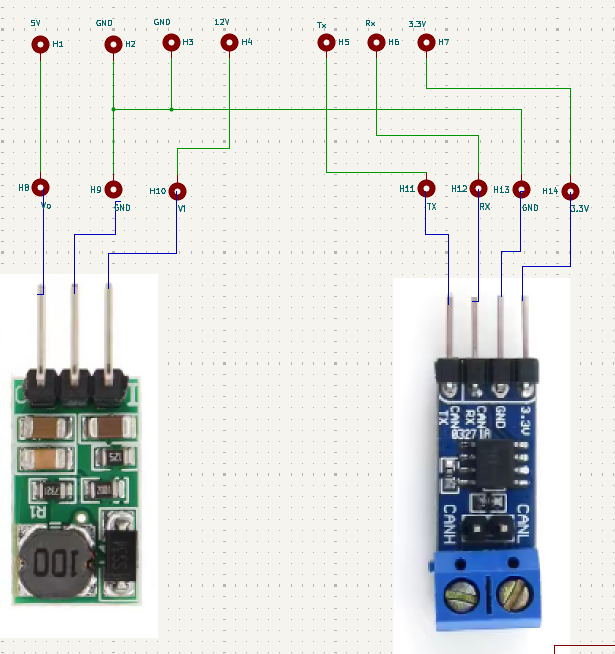 5V
GND
GND
12V
Tx
Rx
3.3V
H1
H2
H3
H4
H5
H6
H7
H8
H9
H10
H11
H12
H13
H14
Vo
GND
VI
TX
RX
GND
3.3V
CAN TX
CAN RX
GND
3.3V
03271A
R1
100
CANH
CANL